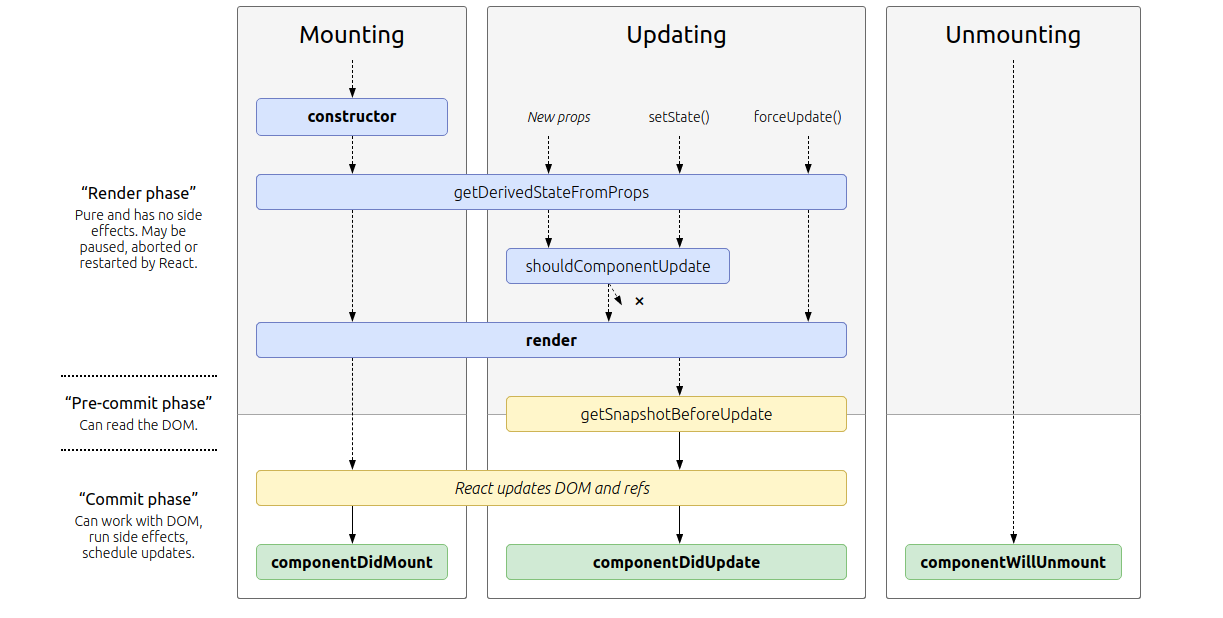 Mounting
Updating
Unmounting
constructor
New props
setState()
forceUpdate()
“Render phase”
Pure and has no side
effects. May be
paused, aborted or
restarted by React.
getDerivedStateFromProps
shouldComponentUpdate
×
render
“Pre-commit phase”
Can read the DOM.
getSnapshotBeforeUpdate
“Commit phase”
Can work with DOM,
run side effects,
schedule updates.
React updates DOM and refs
componentDidMount
componentDidUpdate
componentWillUnmount